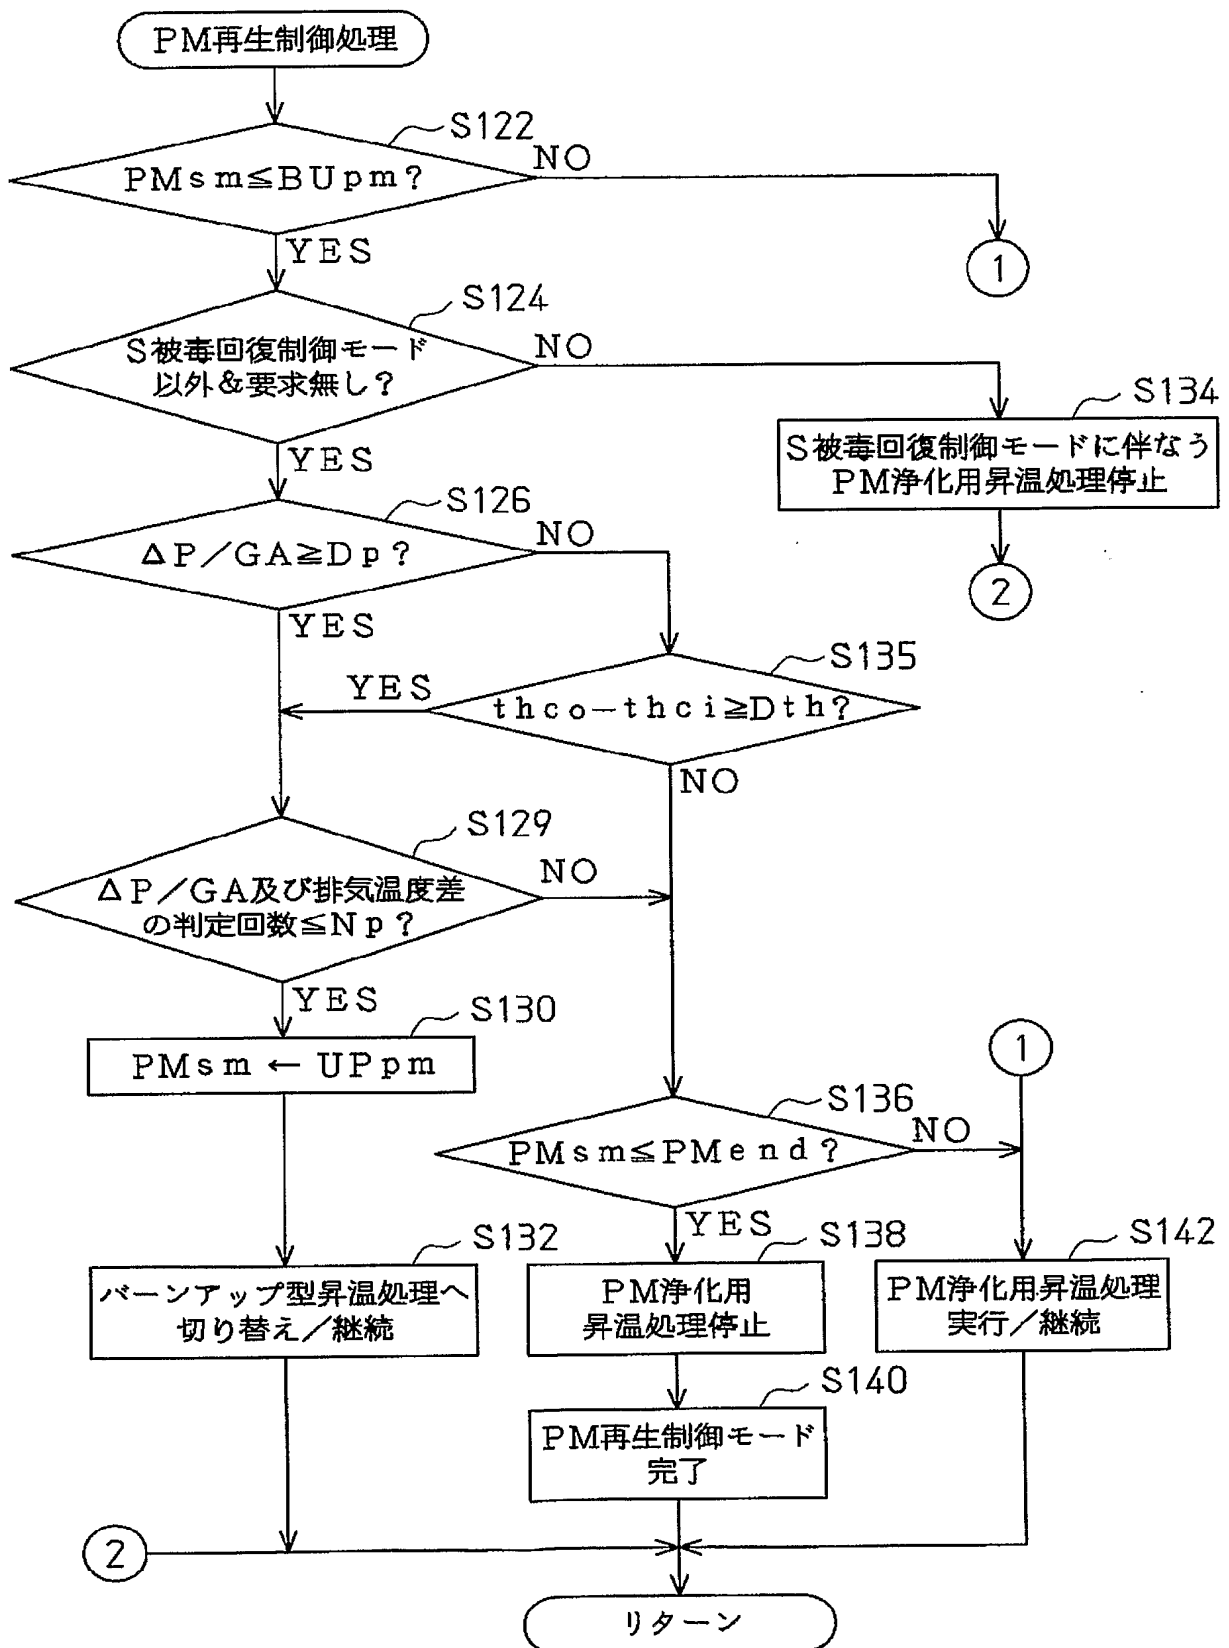 PM再生制御処理
S122
PMsm≦BUpm?
NO
YES
1
S124
S被毒回復制御モード
以外&要求無し?
NO
YES
S134
S被毒回復制御モードに伴なう
PM浄化用昇温処理停止
2
S126
ΔP/GA≧Dp?
NO
YES
S135
thco-thci≧Dth?
YES
NO
S129
ΔP/GA及び排気温度差
の判定回数≦Np?
NO
YES
S130
PMsm ← UPpm
1
S136
PMsm≦PMend?
NO
YES
S132
バーンアップ型昇温処理へ
切り替え/継続
S138
PM浄化用
昇温処理停止
S142
PM浄化用昇温処理
実行/継続
S140
PM再生制御モード
完了
2
リターン